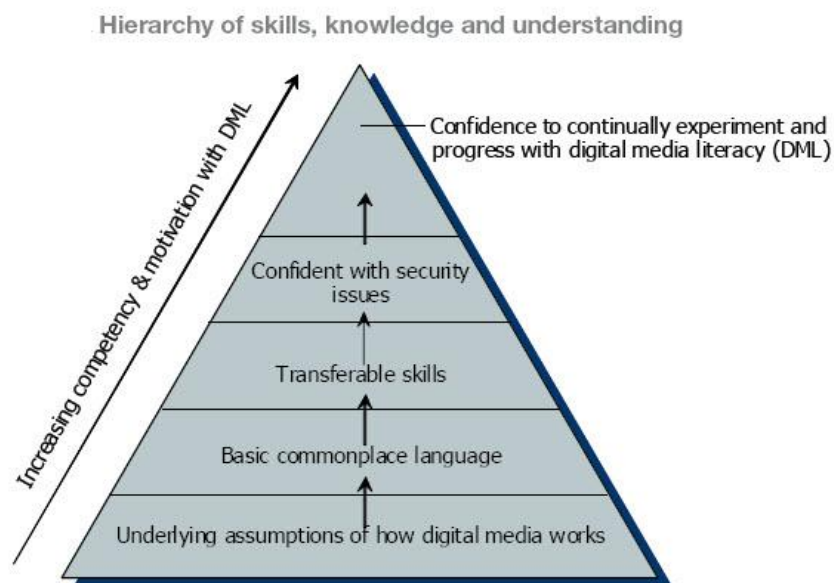 Hierarchy of skills, knowledge and understanding
Increasing competency & motivation with DML
Confidence to continually experiment and
progress with digital media literacy (DML)
Confident with security
issues
Transferable skills
Basic commonplace language
Underlying assumptions of how digital media works